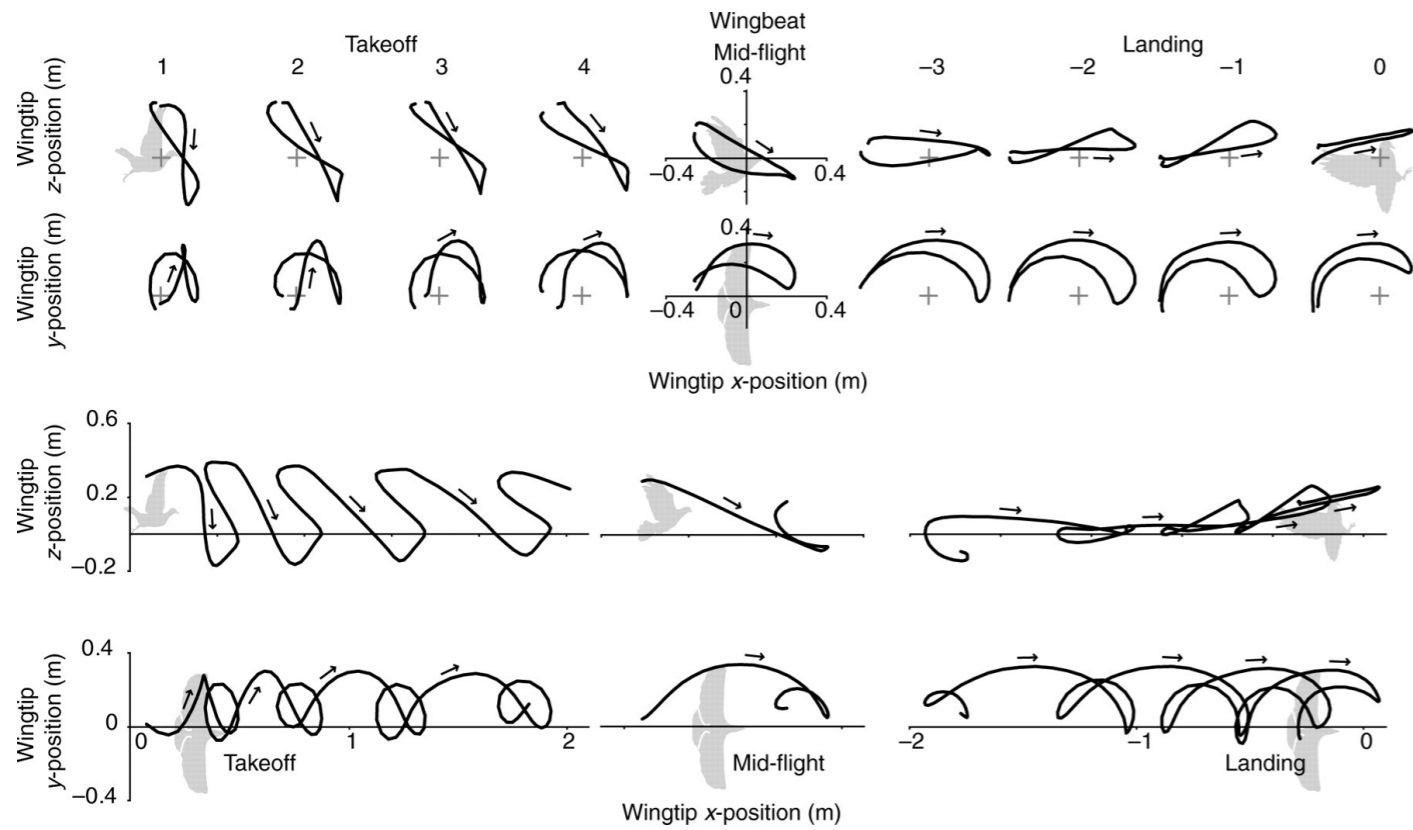 Wingbeat
Takeoff Mid-flight Landing
1 2 3 4 –3 –2 –1 0
Wingtip
z-position (m)
0.4
–0.4 0.4
Wingtip
y-position (m)
0.4
–0.4 0 0.4
Wingtip x-position (m)
Wingtip
z-position (m)
0.6
0.2
–0.2
Wingtip
y-position (m)
0.4
0
–0.4
0 1 2 –2 –1 0
Takeoff Mid-flight Landing
Wingtip x-position (m)